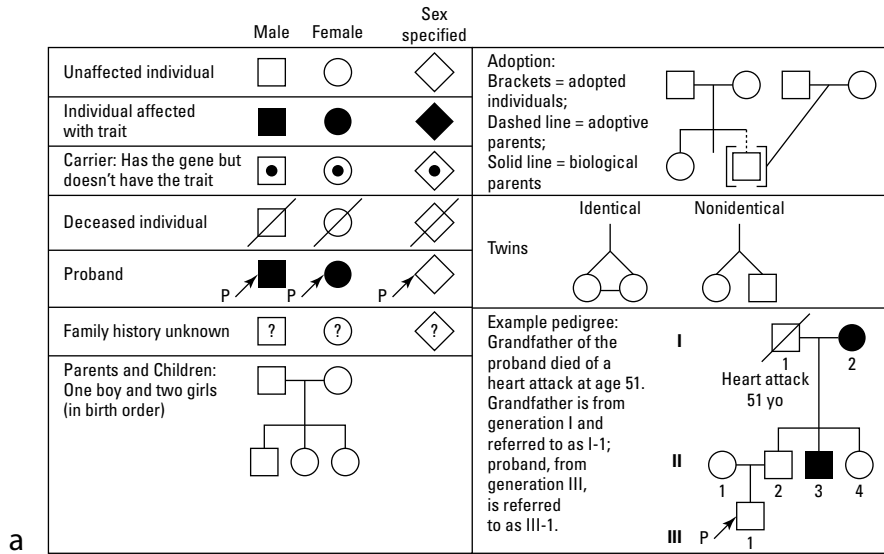 Male
Female
Sex
specified
Unaffected individual
Individual affected
with trait
Carrier: Has the gene but
doesn't have the trait
Deceased individual
Proband
P
P
P
Family history unknown
?
?
?
Parents and Children:
One boy and two girls
(in birth order)
Adoption:
Brackets = adopted
individuals;
Dashed line = adoptive
parents;
Solid line = biological
parents
Identical
Nonidentical
Twins
Example pedigree:
Grandfather of the
proband died of a
heart attack at age 51.
Grandfather is from
generation I and
referred to as I-1;
proband, from
generation III,
is referred
to as III-1.
I
1
2
Heart attack
51 yo
II
1
2
3
4
III
P
1
a